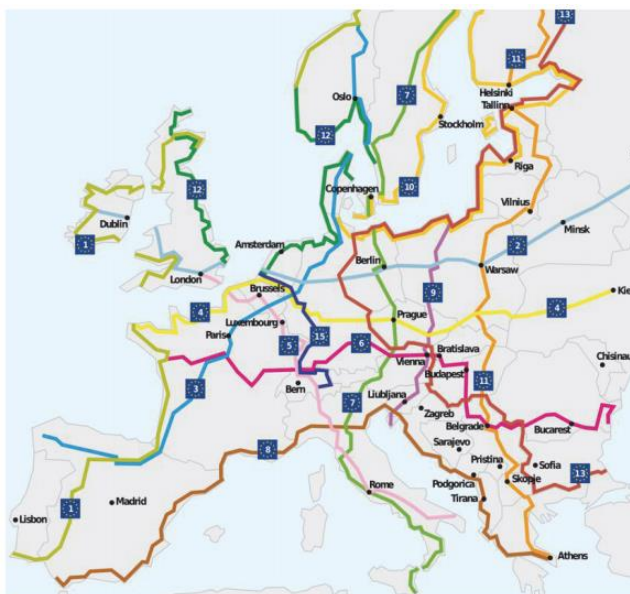 13
11
Helsinki
Tallinn
7
Oslo
Stockholm
12
12
Riga
10
Copenhagen
Vilnius
Dublin
Minsk
1
2
Amsterdam
Berlin
Warsaw
London
Brussels
9
Kie
4
4
Prague
Luxembourg
15
Paris
5
6
Bratislava
Vienna
Chisinau
Budapest
3
Bern
11
7
Liubljana
Zagreb
Belgrade
Bucarest
Sarajevo
8
Pristina
Sofia
13
Podgorica
Skopje
Rome
Tirana
Madrid
1
Lisbon
Athens